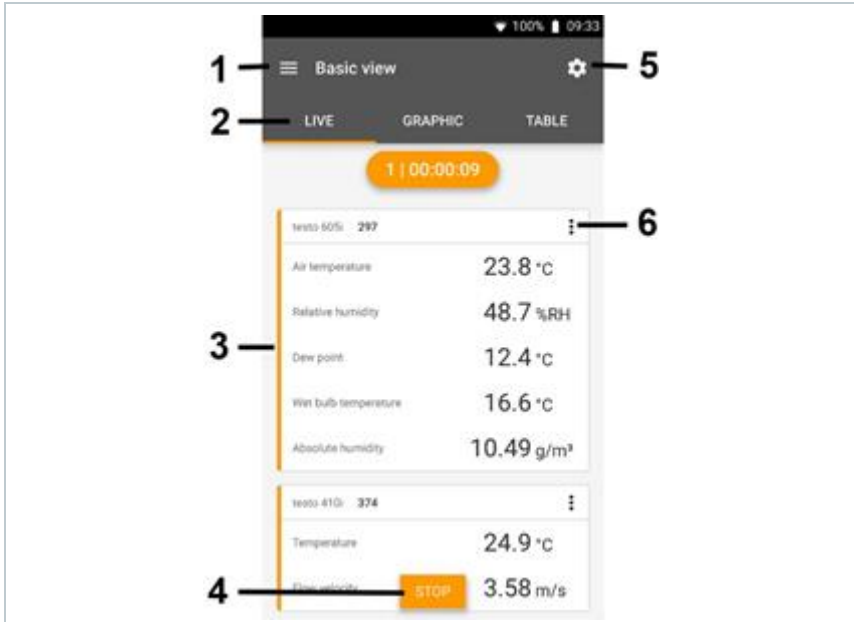 100% 09:33
1 Basic view 5
2 LIVE GRAPHIC TABLE
1 | 00:00:09
testo 605i 297 6
Air temperature 23.8 °C
Relative humidity 48.7 %RH
3 Dew point 12.4 °C
Wet bulb temperature 16.6 °C
Absolute humidity 10.49 g/m³
testo 410i 374
Temperature 24.9 °C
4 Flow velocity STOP 3.58 m/s